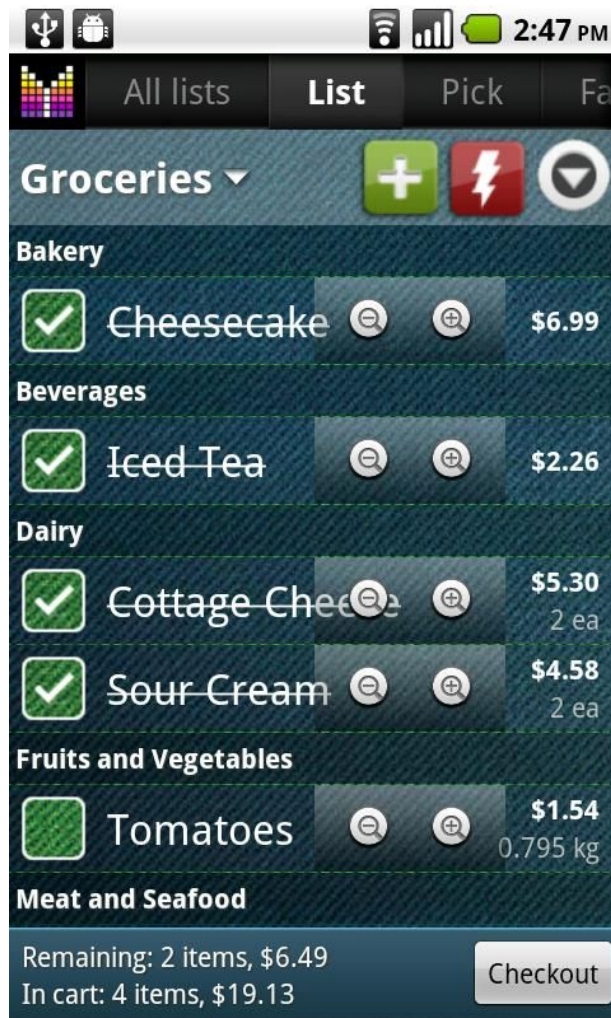 2:47 PM
All lists List Pick Fa
Groceries
Bakery
Cheesecake $6.99
Beverages
Iced Tea $2.26
Dairy
Cottage Cheese $5.30
2 ea
Sour Cream $4.58
2 ea
Fruits and Vegetables
Tomatoes $1.54
0.795 kg
Meat and Seafood
Remaining: 2 items, $6.49
In cart: 4 items, $19.13
Checkout